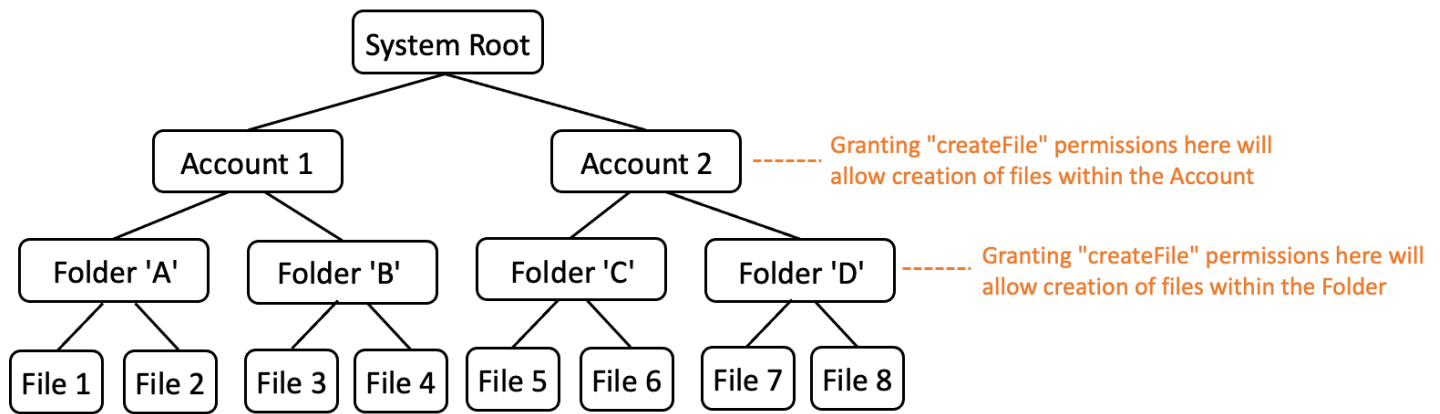 System Root
Account 1
Account 2
Granting "createFile" permissions here will
allow creation of files within the Account
Folder 'A'
Folder 'B'
Folder 'C'
Folder 'D'
Granting "createFile" permissions here will
allow creation of files within the Folder
File 1
File 2
File 3
File 4
File 5
File 6
File 7
File 8